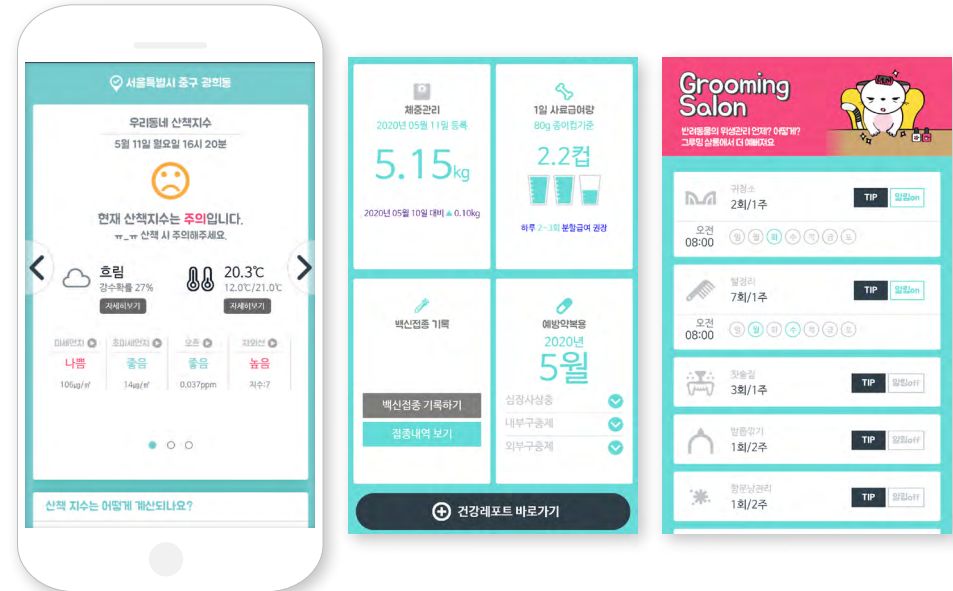 서울특별시 중구 광희동
우리동네 산책지수
5월 11일 월요일 16시 20분
현재 산책지수는 주의입니다.
ㅠ_ㅠ 산책 시 주의해주세요.
흐림
강수확률 27%
자세히보기
20.3℃
12.0℃/21.0℃
자세히보기
미세먼지 초미세먼지 오존 자외선
나쁨 좋음 좋음 높음
106㎍/㎥ 14㎍/㎥ 0.037ppm 지수:7
산책 지수는 어떻게 계산되나요?
체중관리
2020년 05월 11일 등록
5.15kg
2020년 05월 10일 대비 ▲ 0.10kg
1일 사료급여량
80g 종이컵기준
2.2컵
하루 2~3회 분할급여 권장
백신접종 기록
백신접종 기록하기
접종내역 보기
예방약복용
2020년
5월
심장사상충
내부구충제
외부구충제
건강레포트 바로가기
Grooming
Salon
반려동물의 위생관리 언제? 어떻게?
그루밍 살롱에서 더 예뻐져요
귀청소
2회/1주
TIP 알림on
오전
08:00
일 월 화 수 목 금 토
털정리
7회/1주
TIP 알림on
오전
08:00
일 월 화 수 목 금 토
칫솔질
3회/1주
TIP 알림off
발톱깎기
1회/2주
TIP 알림off
항문낭관리
1회/2주
TIP 알림off